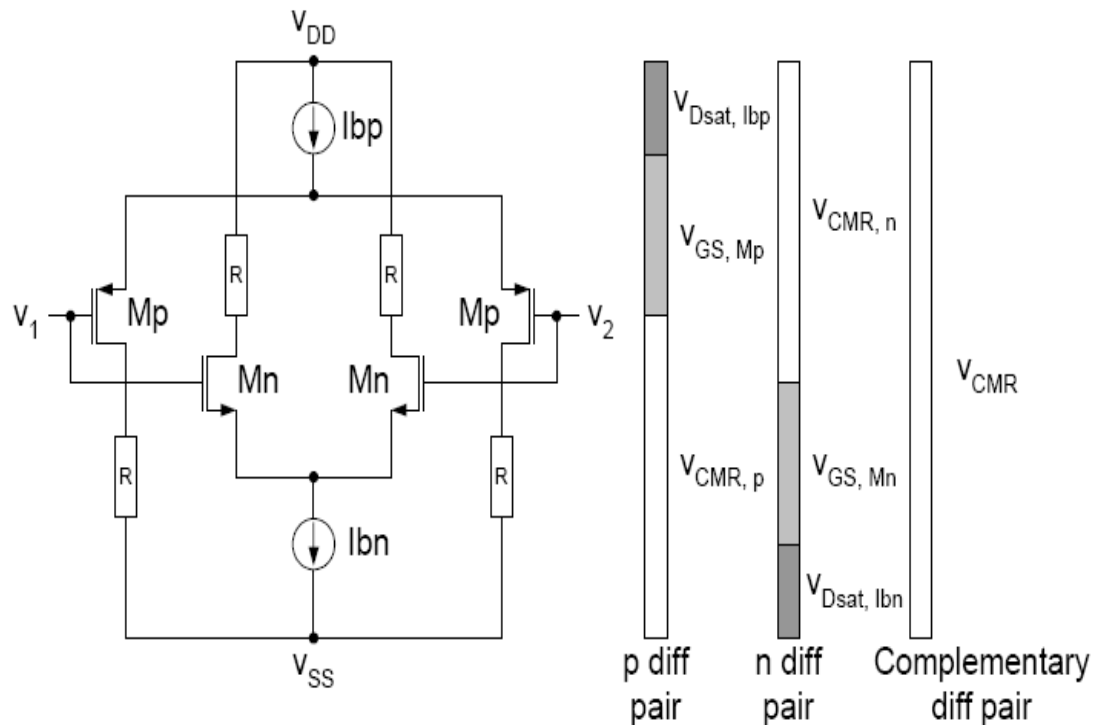 VDD
Ibp
R
R
Mp
Mp
v1
v2
Mn
Mn
R
R
Ibn
VSS
vDsat, Ibp
vGS, Mp
vCMR, p
p diff
pair
vCMR, n
vGS, Mn
vDsat, Ibn
n diff
pair
vCMR
Complementary
diff pair